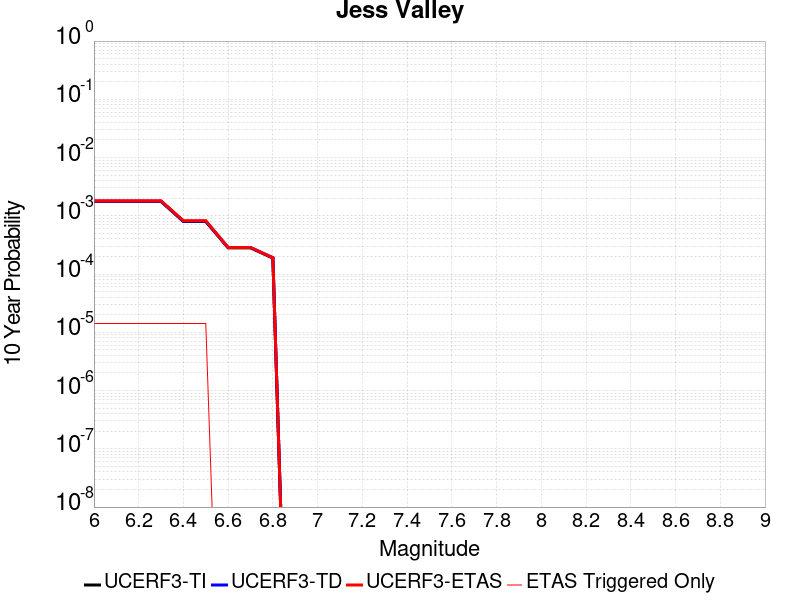 Jess Valley
10 0
10 -1
10 -2
10 -3
10 -4
10 -5
10 -6
10 -7
10 -8
10 Year Probability
6 6.2 6.4 6.6 6.8 7 7.2 7.4 7.6 7.8 8 8.2 8.4 8.6 8.8 9
Magnitude
UCERF3-TI UCERF3-TD UCERF3-ETAS ETAS Triggered Only